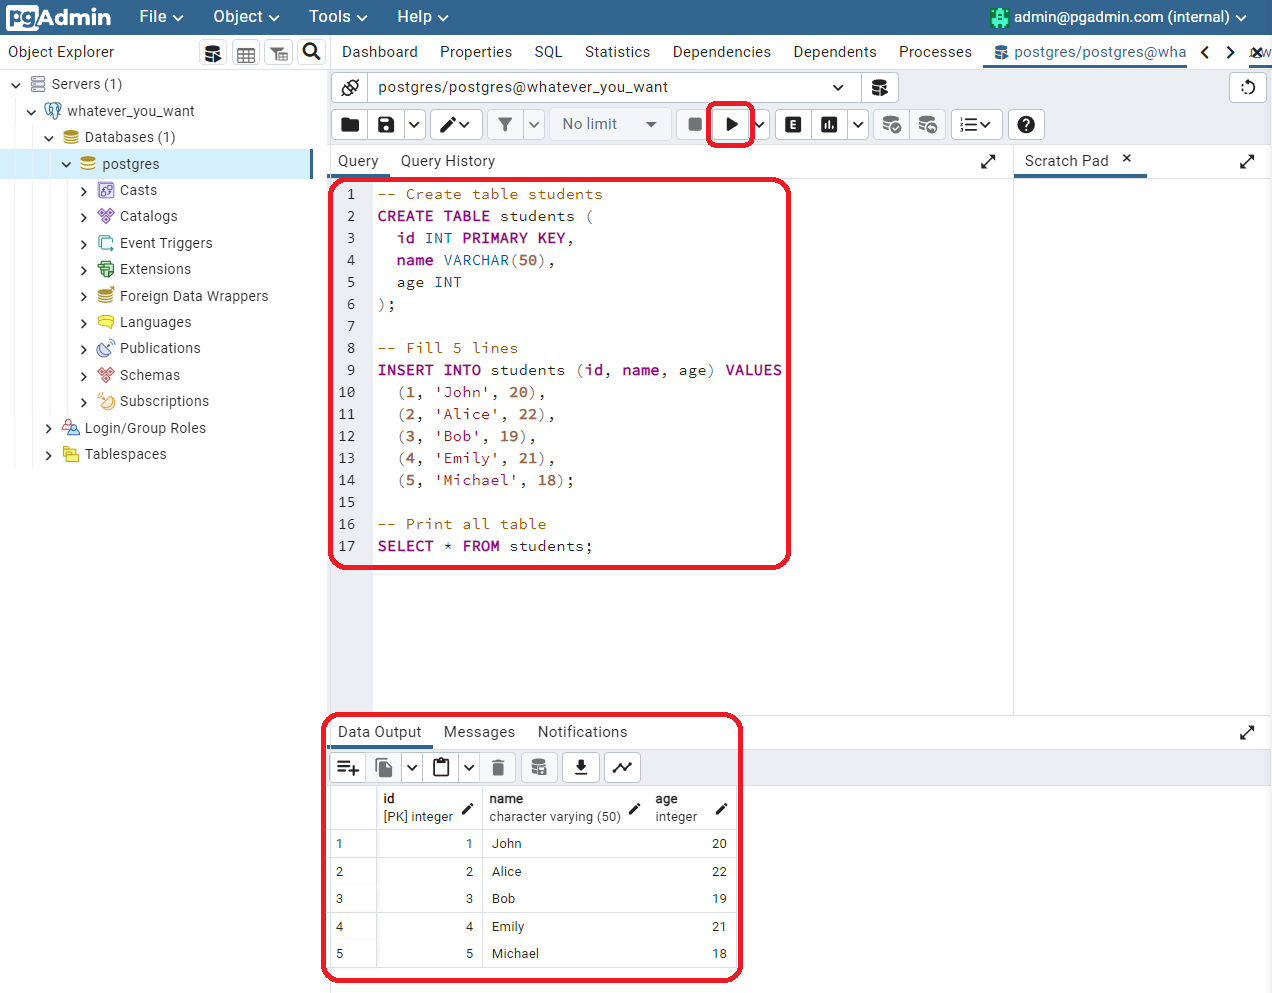 pgAdmin File Object Tools Help admin@pgadmin.com (internal)
Object Explorer
Dashboard Properties SQL Statistics Dependencies Dependents Processes postgres/postgres@wha
Servers (1)
whatever_you_want
Databases (1)
postgres
Casts
Catalogs
Event Triggers
Extensions
Foreign Data Wrappers
Languages
Publications
Schemas
Subscriptions
Login/Group Roles
Tablespaces
postgres/postgres@whatever_you_want
No limit E
Query Query History
Scratch Pad
1 -- Create table students
2 CREATE TABLE students (
3 id INT PRIMARY KEY,
4 name VARCHAR(50),
5 age INT
6 );
7
8 -- Fill 5 lines
9 INSERT INTO students (id, name, age) VALUES
10 (1, 'John', 20),
11 (2, 'Alice', 22),
12 (3, 'Bob', 19),
13 (4, 'Emily', 21),
14 (5, 'Michael', 18);
15
16 -- Print all table
17 SELECT * FROM students;
Data Output Messages Notifications
id name age
[PK] integer character varying (50) integer
1 1 John 20
2 2 Alice 22
3 3 Bob 19
4 4 Emily 21
5 5 Michael 18